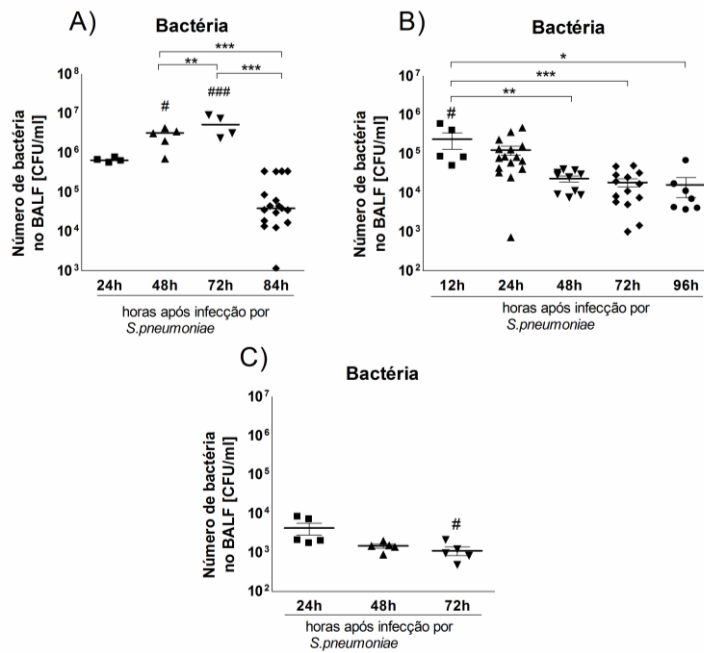 A)
Bactéria
***
** ***
# ###
Número de bactéria
no BALF [CFU/ml]
10^8
10^7
10^6
10^5
10^4
10^3
24h 48h 72h 84h
horas após infecção por
S.pneumoniae
B)
Bactéria
*
***
**
#
Número de bactéria
no BALF [CFU/ml]
10^7
10^6
10^5
10^4
10^3
10^2
12h 24h 48h 72h 96h
horas após infecção por
S.pneumoniae
C)
Bactéria
#
Número de bactéria
no BALF [CFU/ml]
10^7
10^6
10^5
10^4
10^3
10^2
24h 48h 72h
horas após infecção por
S.pneumoniae